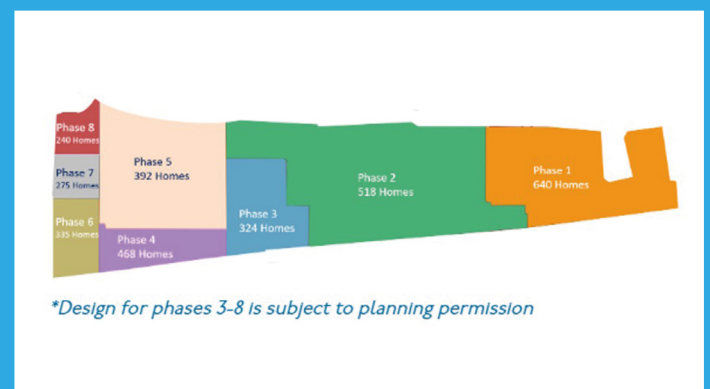 Phase 8
240 Homes
Phase 7
275 Homes
Phase 6
335 Homes
Phase 5
392 Homes
Phase 4
468 Homes
Phase 3
324 Homes
Phase 2
518 Homes
Phase 1
640 Homes
*Design for phases 3-8 is subject to planning permission